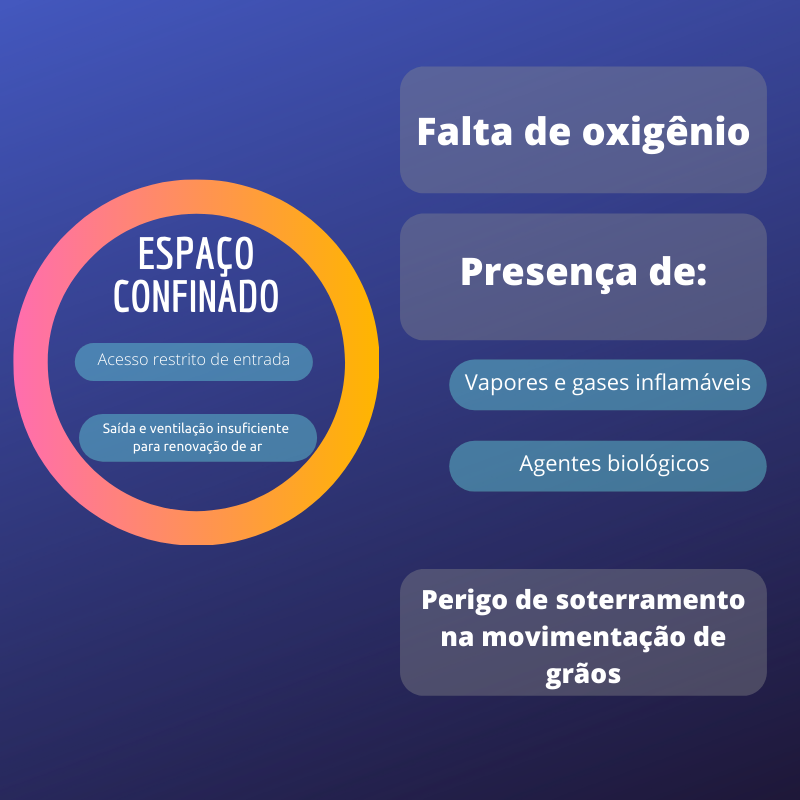 ESPAÇO
CONFINADO
Acesso restrito de entrada
Saída e ventilação insuficiente
para renovação de ar
Falta de oxigênio
Presença de:
Vapores e gases inflamáveis
Agentes biológicos
Perigo de soterramento
na movimentação de
grãos